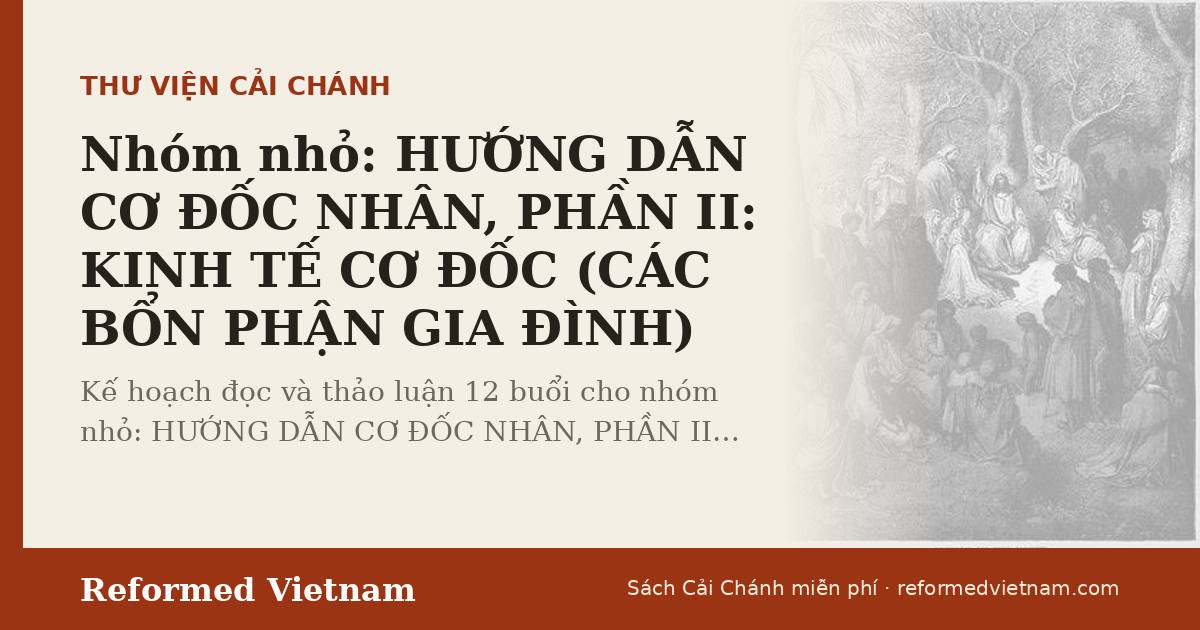 THƯ VIỆN CẢI CHÁNH
Nhóm nhỏ: HƯỚNG DẪN
CƠ ĐỐC NHÂN, PHẦN II:
KINH TẾ CƠ ĐỐC (CÁC
BỔN PHẬN GIA ĐÌNH)
Kế hoạch đọc và thảo luận 12 buổi cho nhóm
nhỏ: HƯỚNG DẪN CƠ ĐỐC NHÂN, PHẦN II...
Reformed Vietnam
Sách Cải Chánh miễn phí · reformedvietnam.com